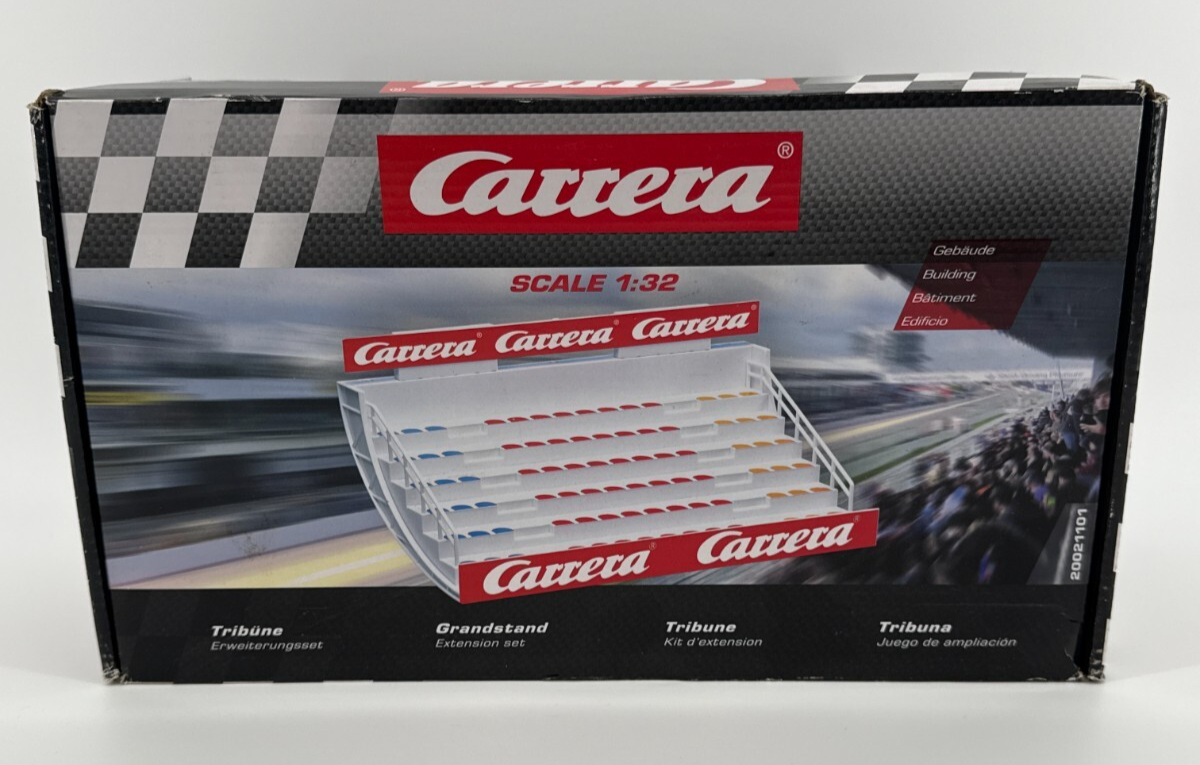 Carrera
Carrera®
SCALE 1:32
Gebäude
Building
Bâtiment
Edificio
Carrera® Carrera® Carrera®
Carrera® Carrera®
20021101
Tribüne
Erweiterungsset
Grandstand
Extension set
Tribune
Kit d'extension
Tribuna
Juego de ampliación